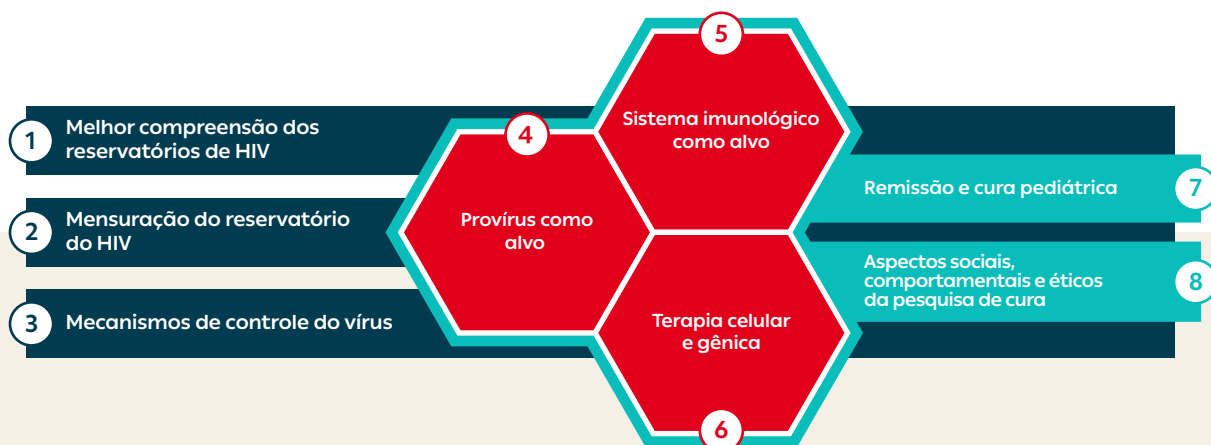 1
Melhor compreensão dos
reservatórios de HIV
2
Mensuração do reservatório
do HIV
3
Mecanismos de controle do vírus
4
Provírus como
alvo
5
Sistema imunológico
como alvo
6
Terapia celular
e gênica
7
Remissão e cura pediátrica
8
Aspectos sociais,
comportamentais e éticos
da pesquisa de cura